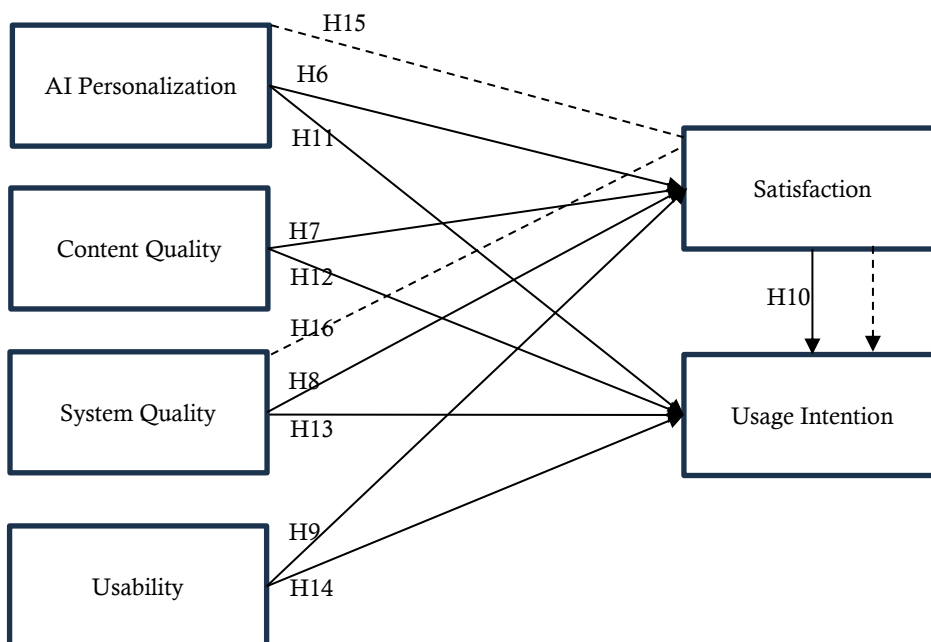 H15
AI Personalization
H6
H11
Satisfaction
H7
Content Quality
H12
H10
H16
H8
System Quality
Usage Intention
H13
H9
Usability
H14